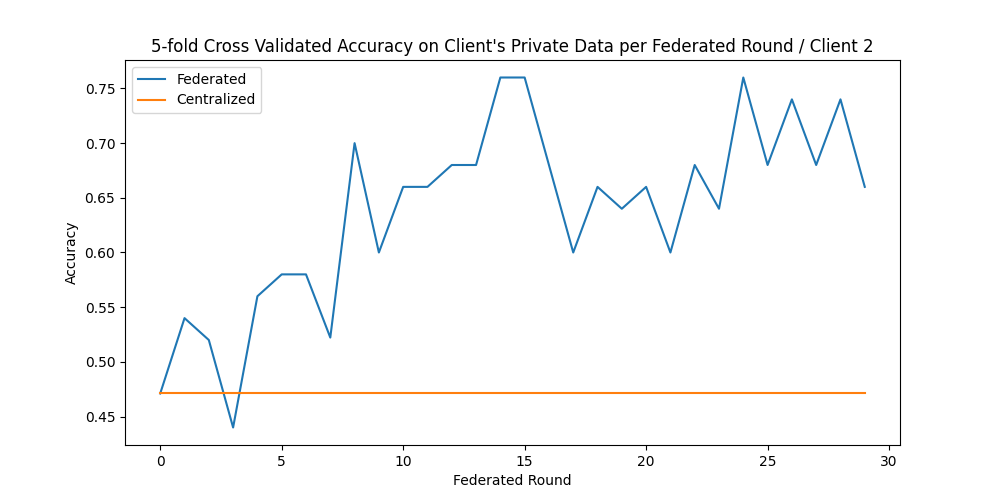 5-fold Cross Validated Accuracy on Client's Private Data per Federated Round / Client 2
Federated
Centralized
0.75
0.70
0.65
0.60
0.55
0.50
0.45
Accuracy
0 5 10 15 20 25 30
Federated Round